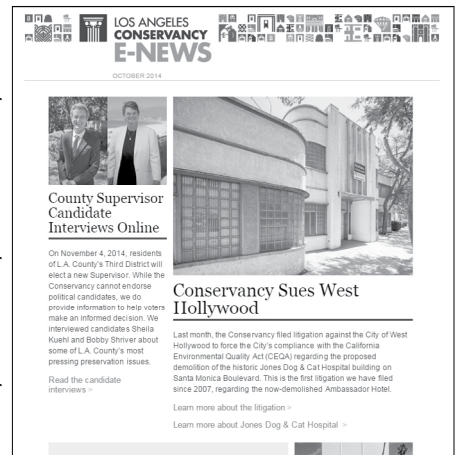 LOS ANGELES
CONSERVANCY
E-NEWS
OCTOBER 2014
County Supervisor
Candidate
Interviews Online
On November 4, 2014, residents
of L.A. County's Third District will
elect a new Supervisor. While the
Conservancy cannot endorse
political candidates, we do
provide information to help voters
make an informed decision. We
interviewed candidates Sheila
Kuehl and Bobby Shriver about
some of L.A. County's most
pressing preservation issues.
Read the candidate
interviews >
Conservancy Sues West
Hollywood
Last month, the Conservancy filed litigation against the City of West
Hollywood to force the City's compliance with the California
Environmental Quality Act (CEQA) regarding the proposed
demolition of the historic Jones Dog & Cat Hospital building on
Santa Monica Boulevard. This is the first litigation we have filed
since 2007, regarding the now-demolished Ambassador Hotel.
Learn more about the litigation >
Learn more about Jones Dog & Cat Hospital >